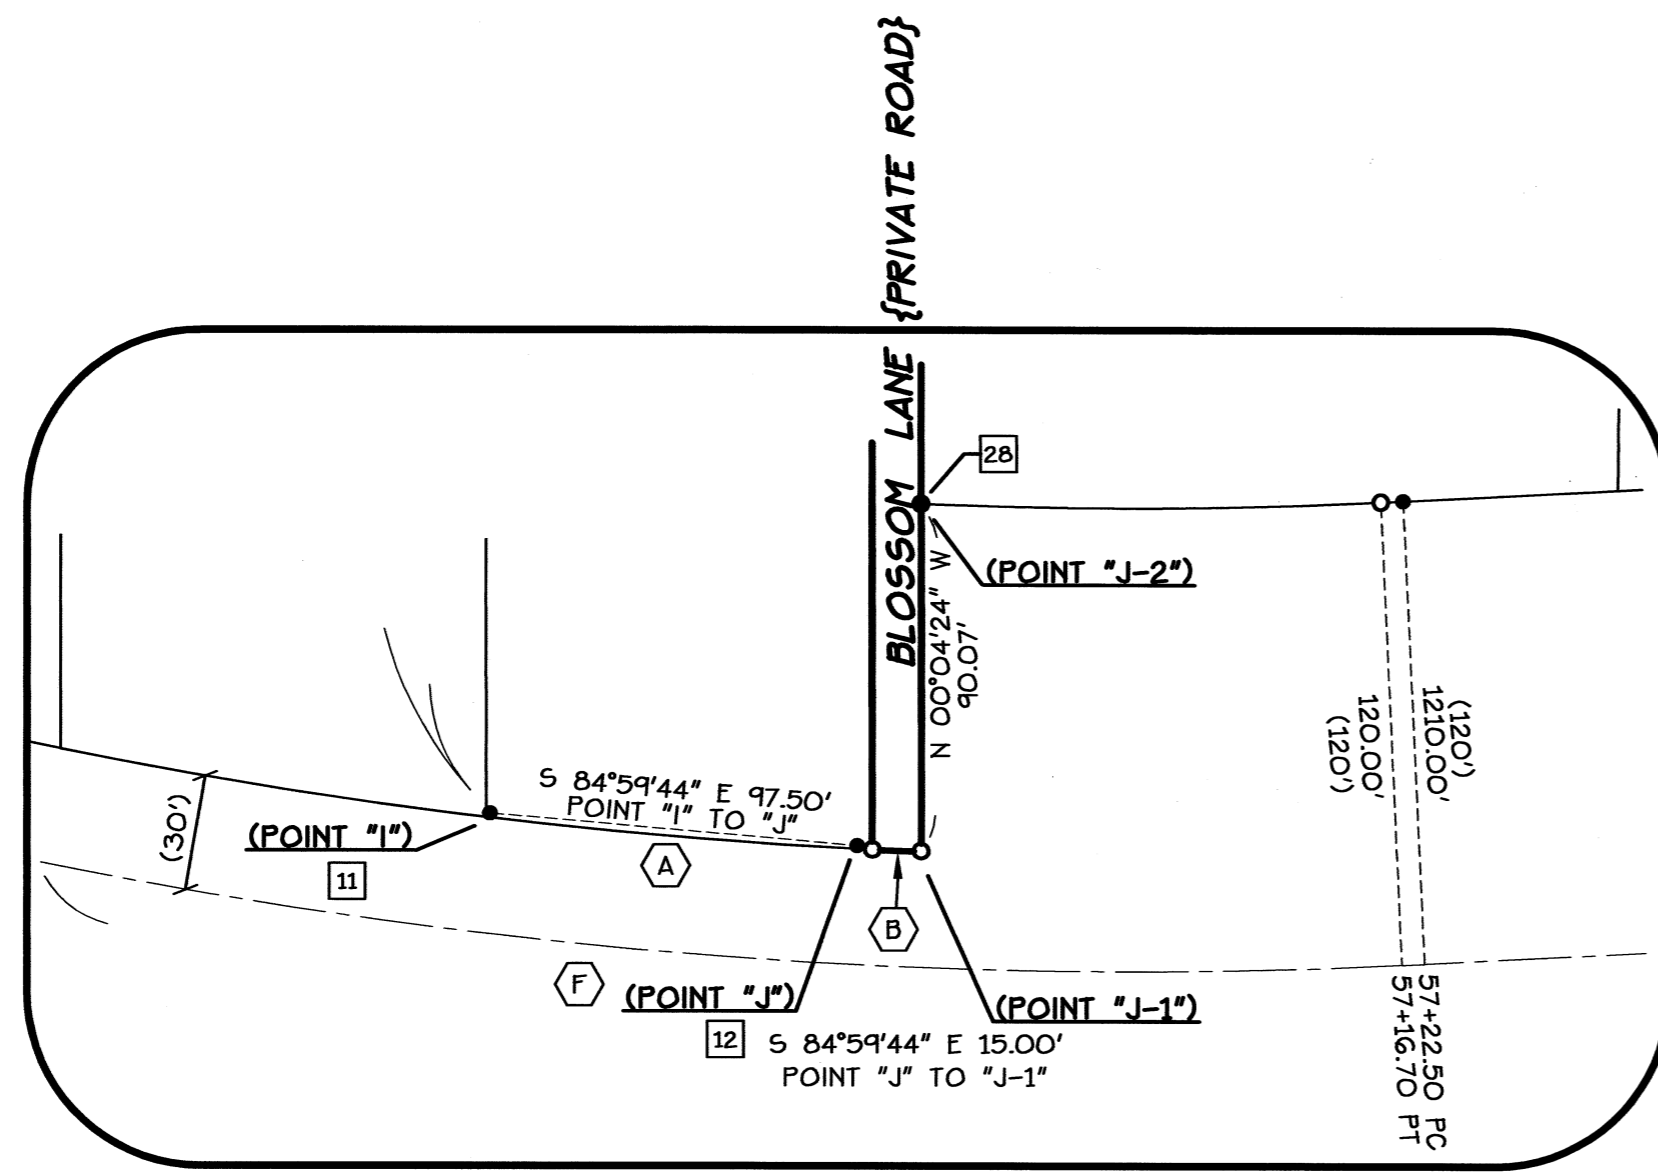 BLOSSOM LANE {PRIVATE ROAD}
28
(POINT "J-2")
N 00°04'24" W
90.07'
(120')
1210.00'
120.00'
(120')
S 84°59'44" E 97.50'
POINT "I" TO "J"
(30')
(POINT "I")
11
A
B
F
(POINT "J")
12
(POINT "J-1")
S 84°59'44" E 15.00'
POINT "J" TO "J-1"
57+22.50 PC
57+16.70 PT